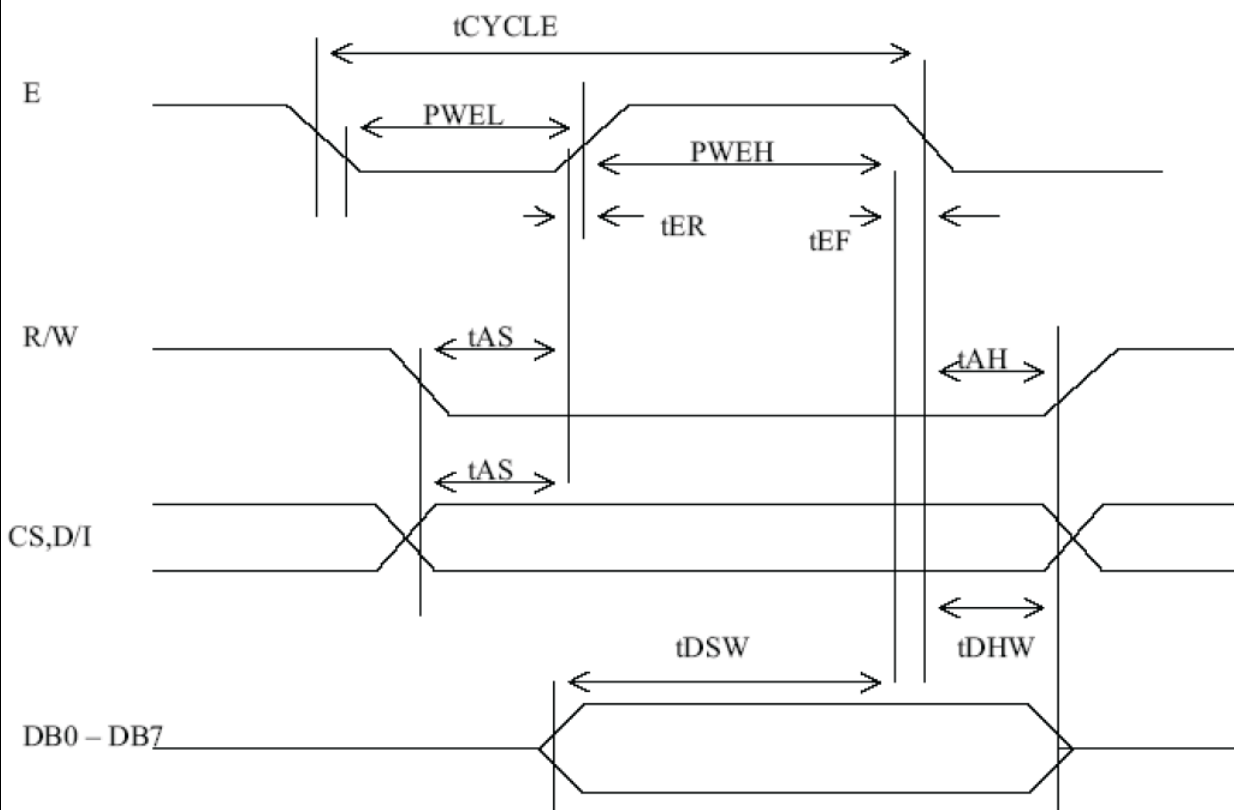 tCYCLE
E
PWEL
PWEH
tER
tEF
R/W
tAS
tAH
tAS
CS,D/I
tDSW
tDHW
DB0 – DB7